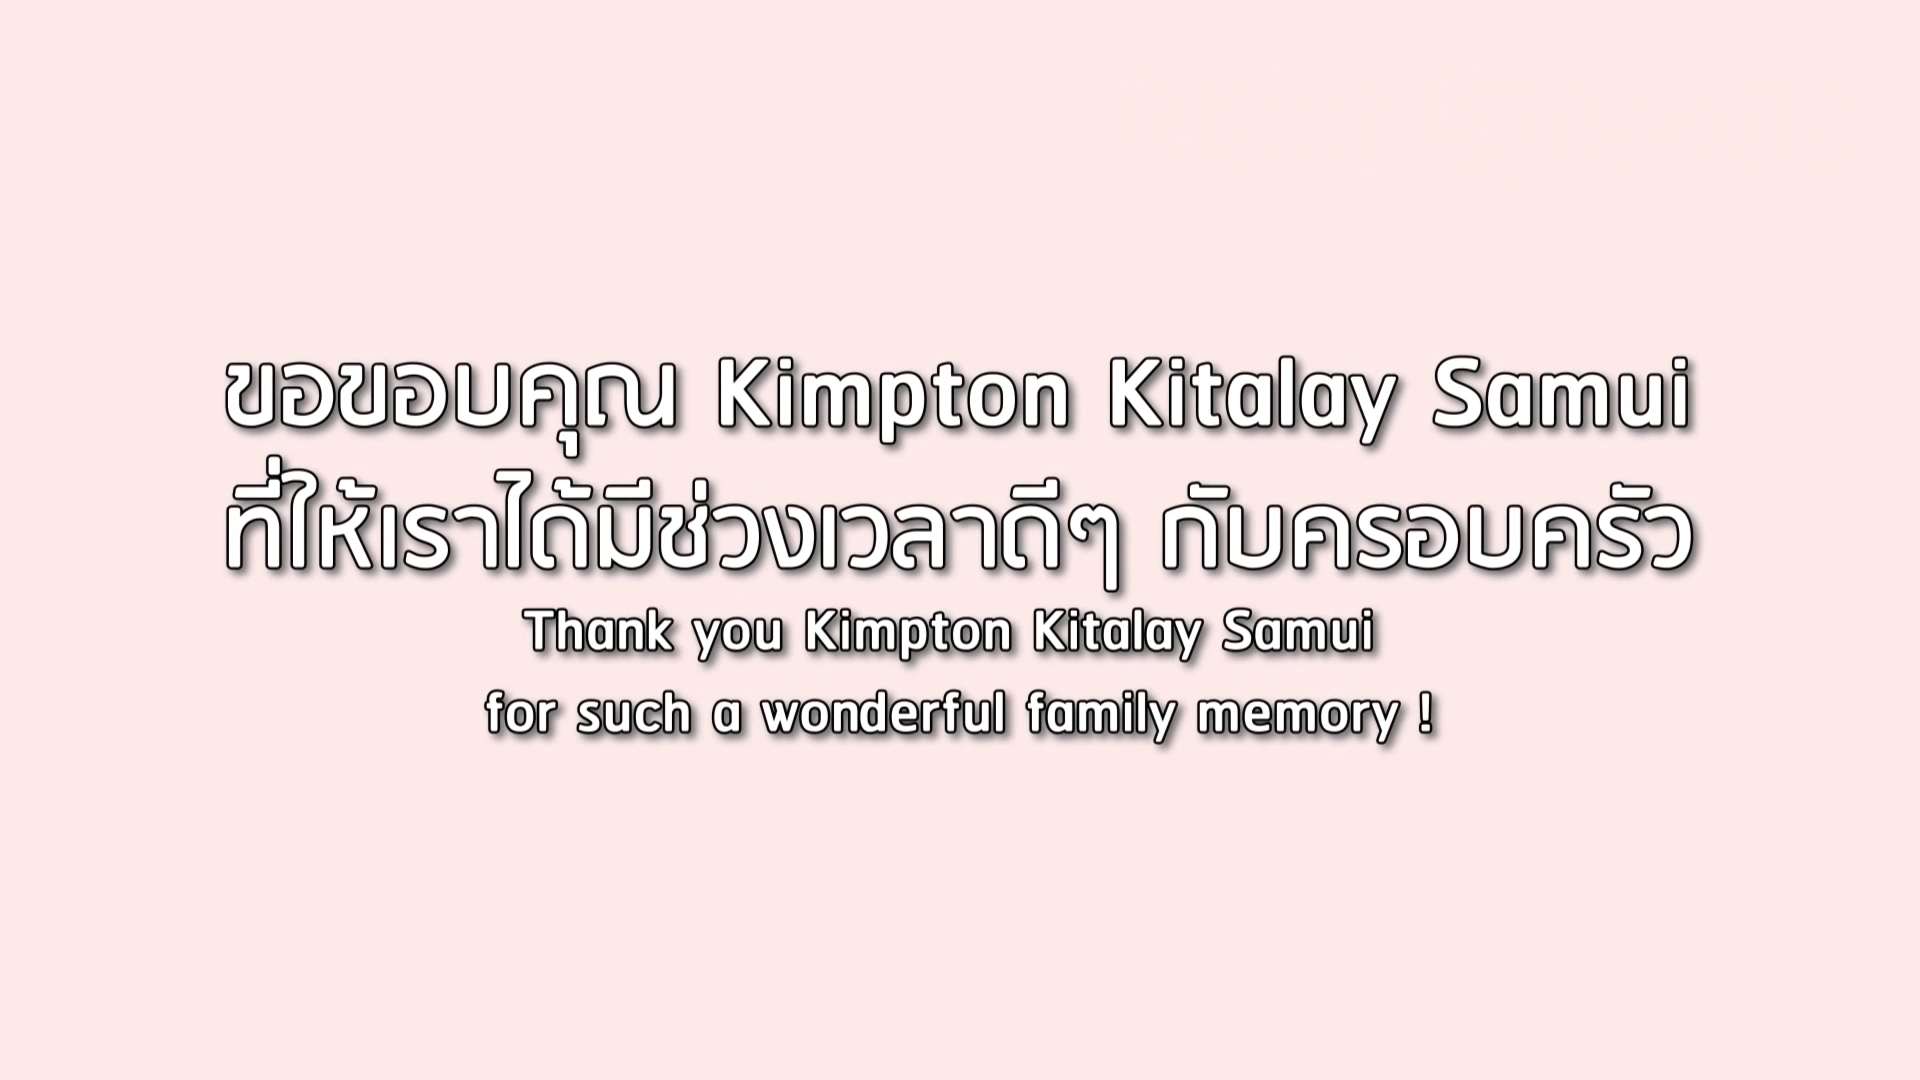 ขอขอบคุณ Kimpton Kitalay Samui
ที่ให้เราได้มีช่วงเวลาดีๆ กับครอบครัว
Thank you Kimpton Kitalay Samui
for such a wonderful family memory !